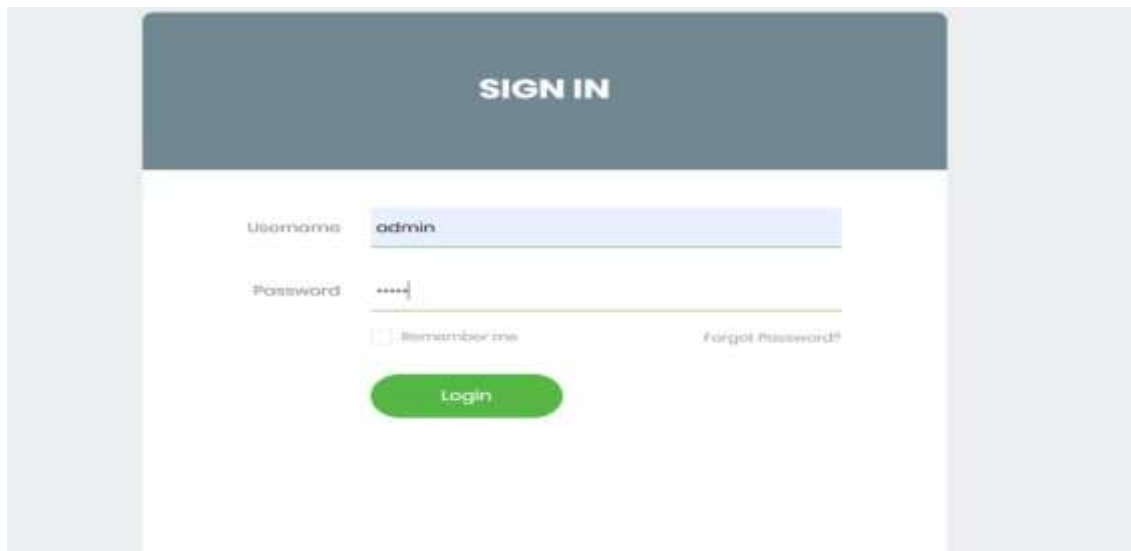 SIGN IN
Username admin
Password •••••
Remember me Forgot Password?
Login